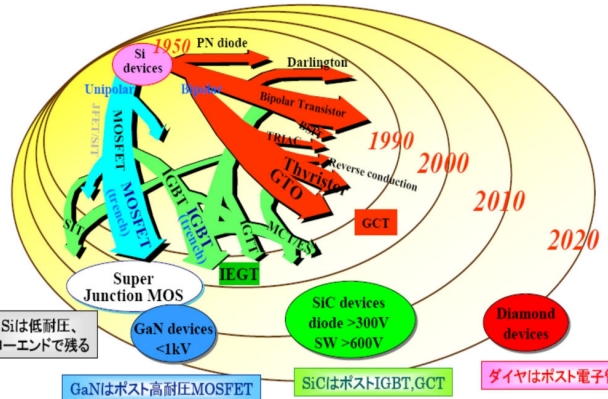 1950
PN diode
Si
devices
Darlington
Unipolar
Bipolar
Bipolar Transistor
JFET/SIT
MOSFET
TRIAC
1990
Reverse conduction
2000
Thyristor
GTO
2010
MOSFET
(trench)
IGBT
IGBT
(trench)
SIT
MCT/ES
GCT
2020
IEGT
Super
Junction MOS
SiC devices
diode >300V
SW >600V
Diamond
devices
GaN devices
<1kV
Siは低耐圧、
ローエンドで残る
GaNはポスト高耐圧MOSFET
SiCはポストIGBT,GCT
ダイヤはポスト電子管